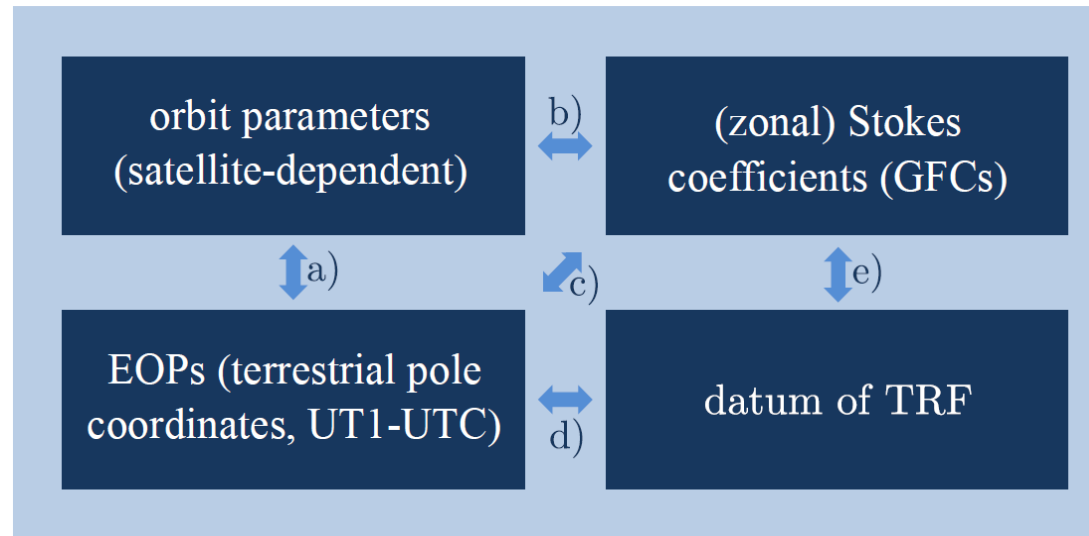 orbit parameters
(satellite-dependent)
b)
(zonal) Stokes
coefficients (GFCs)
a)
c)
e)
EOPs (terrestrial pole
coordinates, UT1-UTC)
d)
datum of TRF